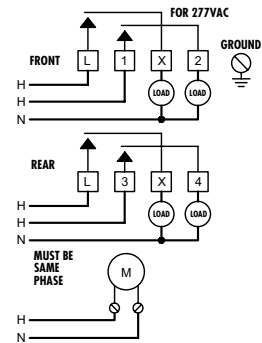 FOR 277VAC
GROUND
FRONT
L 1 X 2
H
LOAD LOAD
H
N
REAR
L 3 X 4
H
LOAD LOAD
H
N
MUST BE
SAME
PHASE
M
H
N